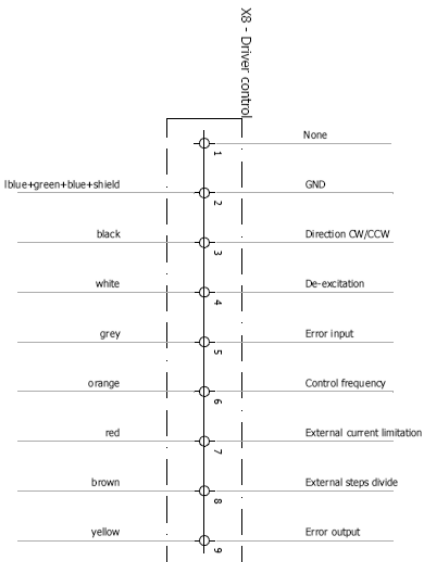 X8 - Driver control
None
1
lblue+green+blue+shield
GND
2
black
Direction CW/CCW
3
white
De-excitation
4
grey
Error input
5
orange
Control frequency
6
red
External current limitation
7
brown
External steps divide
8
yellow
Error output
9